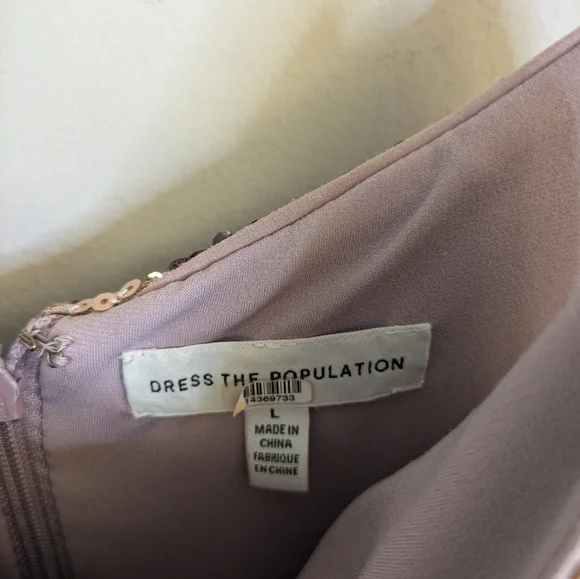 DRESS THE POPULATION
14369733
L
MADE IN
CHINA
FABRIQUE
EN CHINE